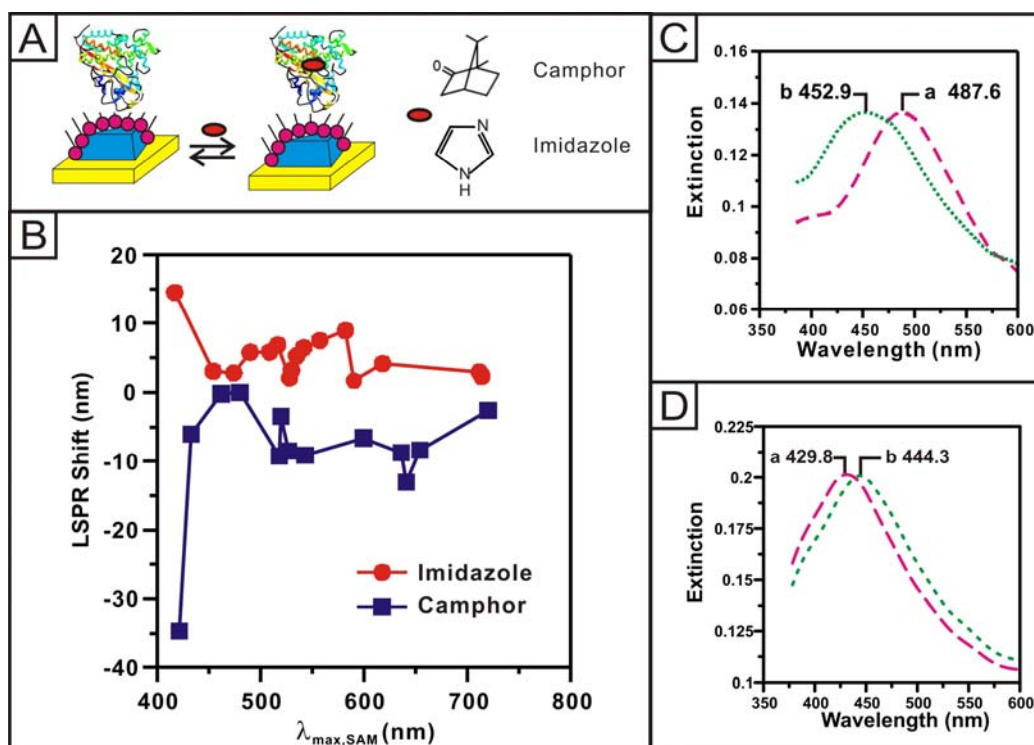 A
O
Camphor
N
N
H
Imidazole
B
20
10
0
-10
-20
-30
-40
LSPR Shift (nm)
Imidazole
Camphor
400 500 600 700 800
λmax,SAM (nm)
C
0.16
0.14
0.12
0.1
0.08
0.06
Extinction
b 452.9
a 487.6
350 400 450 500 550 600
Wavelength (nm)
D
0.225
0.2
0.175
0.15
0.125
0.1
Extinction
a 429.8
b 444.3
350 400 450 500 550 600
Wavelength (nm)